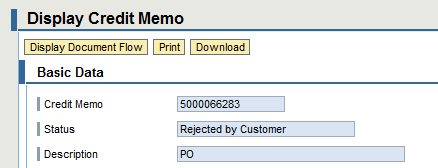 Display Credit Memo
Display Document Flow Print Download
Basic Data
Credit Memo 5000066283
Status Rejected by Customer
Description PO